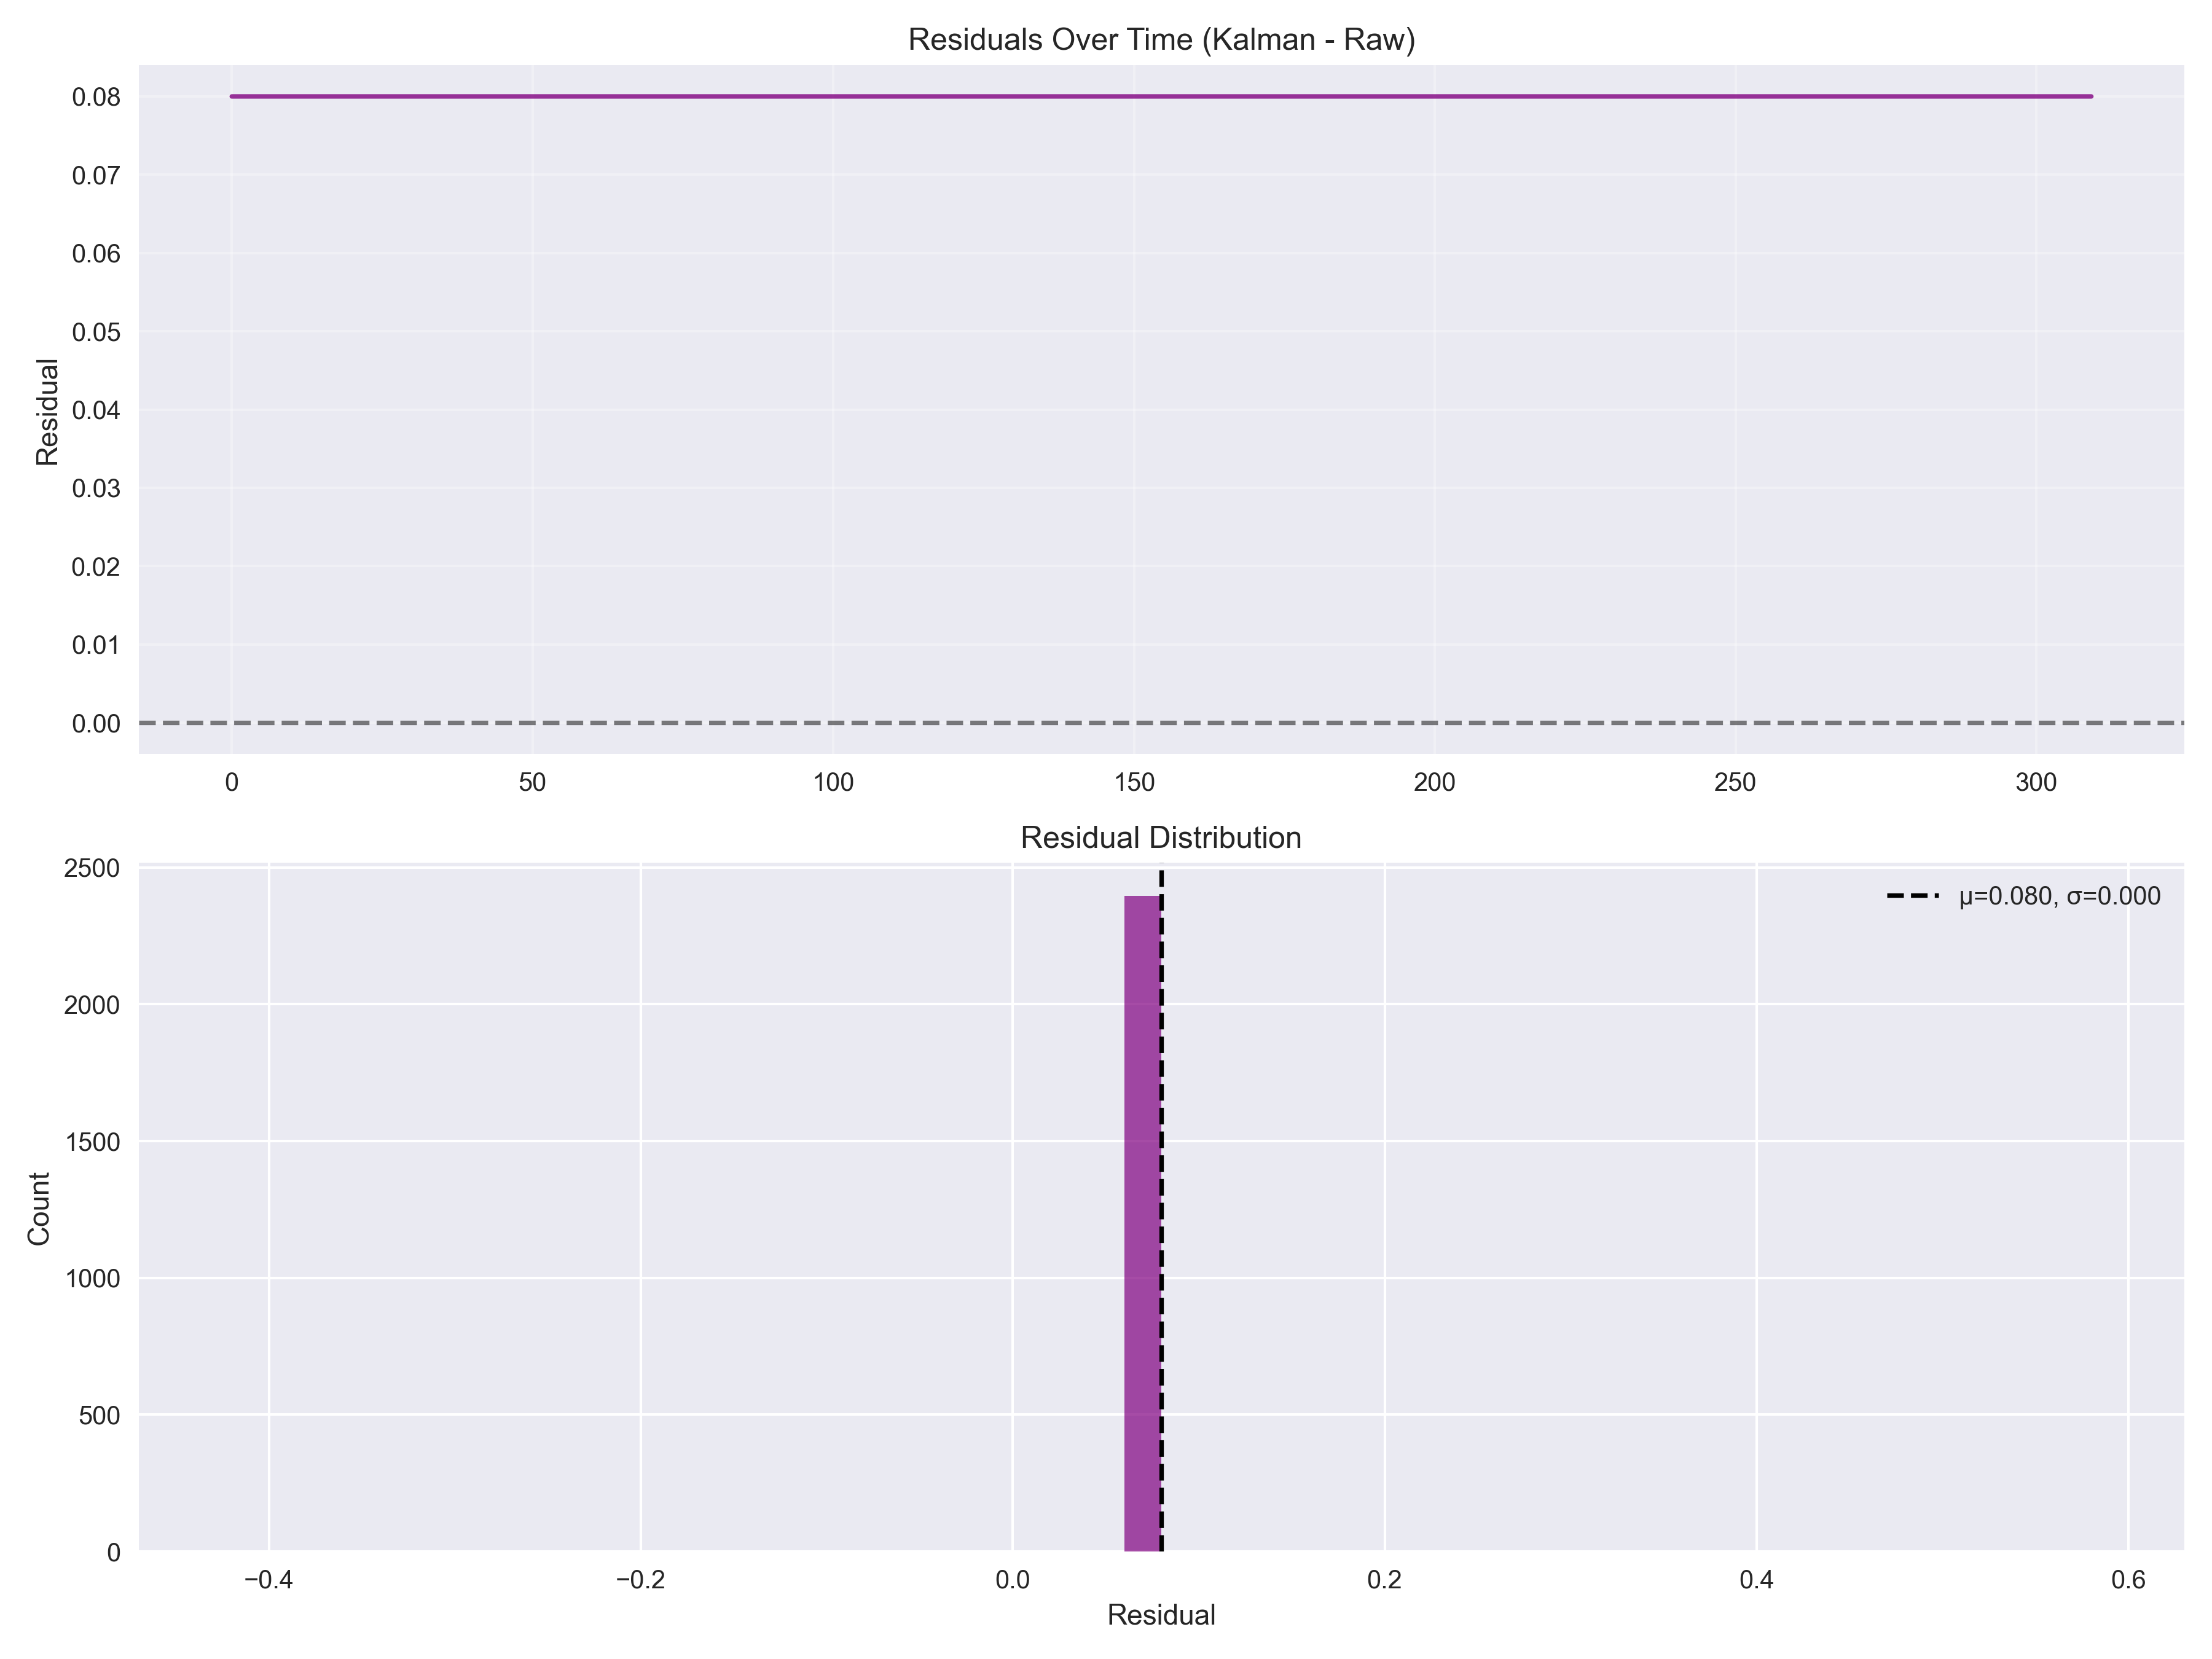 Residuals Over Time (Kalman - Raw)
0.08
0.07
0.06
0.05
0.04
0.03
0.02
0.01
0.00
Residual
0 50 100 150 200 250 300
Residual Distribution
2500
2000
1500
1000
500
0
Count
μ=0.080, σ=0.000
−0.4 −0.2 0.0 0.2 0.4 0.6
Residual